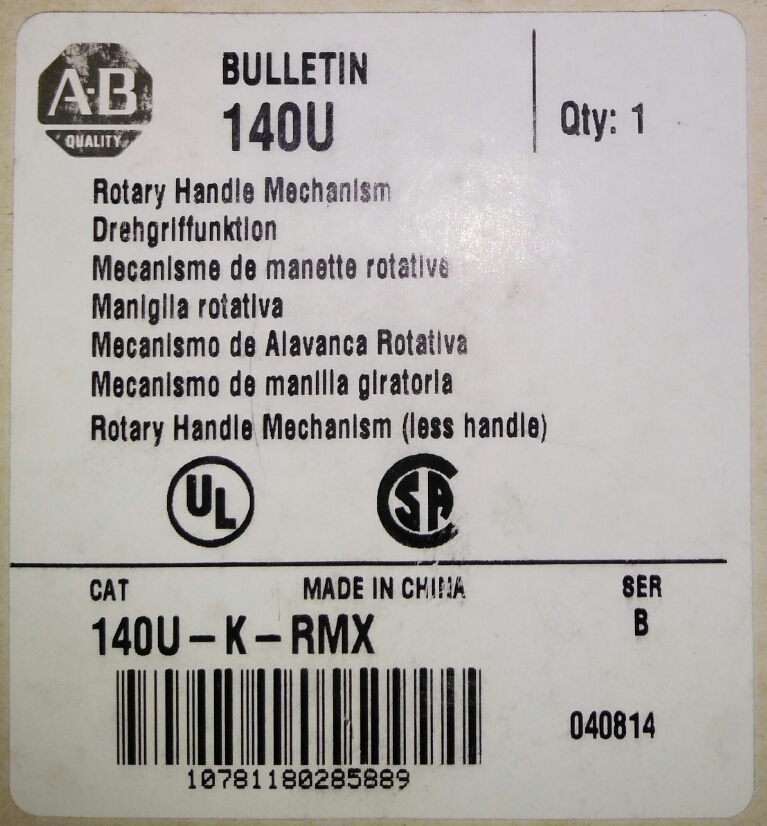 A-B
QUALITY
BULLETIN
140U
Qty: 1
Rotary Handle Mechanism
Drehgriffunktion
Mecanisme de manette rotative
Maniglia rotativa
Mecanismo de Alavanca Rotativa
Mecanismo de manilla giratoria
Rotary Handle Mechanism (less handle)
UL
SA
CAT
MADE IN CHINA
SER
140U-K-RMX
B
040814
10781180285889